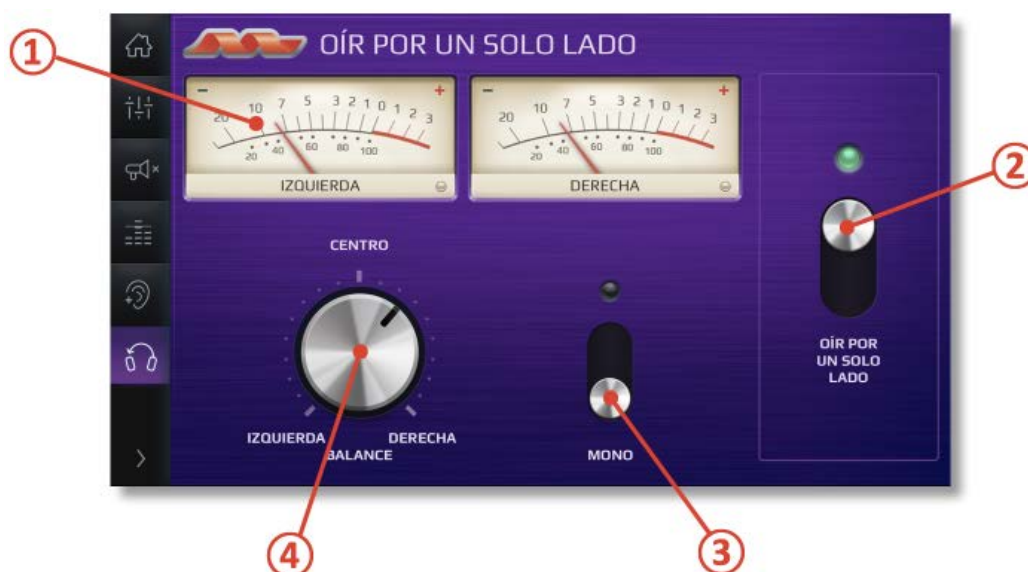 OÍR POR UN SOLO LADO
1
- +
20 10 7 5 3 2 1 0 1 2 3
20 40 60 80 100
IZQUIERDA
- +
20 10 7 5 3 2 1 0 1 2 3
20 40 60 80 100
DERECHA
2
CENTRO
OÍR POR
UN SOLO
LADO
IZQUIERDA DERECHA
BALANCE
MONO
4
3